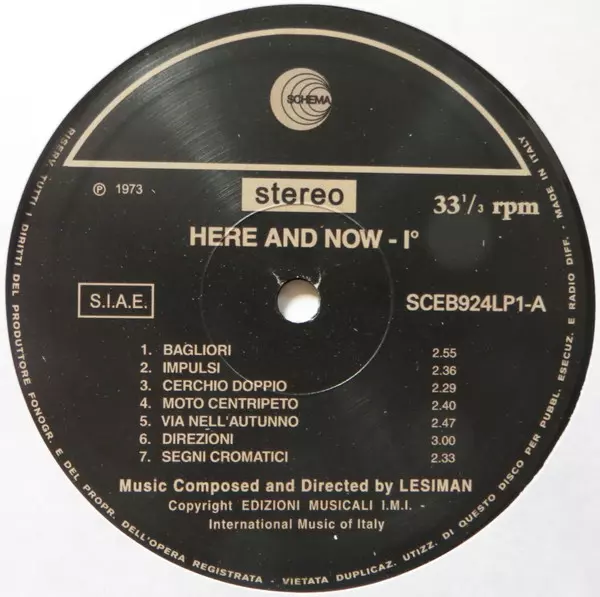 SCHEMA
℗ 1973
stereo
33 1/3 rpm
HERE AND NOW - I°
S.I.A.E.
SCEB924LP1-A
1. BAGLIORI 2.55
2. IMPULSI 2.36
3. CERCHIO DOPPIO 2.29
4. MOTO CENTRIPETO 2.40
5. VIA NELL'AUTUNNO 2.47
6. DIREZIONI 3.00
7. SEGNI CROMATICI 2.33
Music Composed and Directed by LESIMAN
Copyright EDIZIONI MUSICALI I.M.I. -
International Music of Italy
RISERV. TUTTI I DIRITTI DEL PRODUTTORE FONOGR. E DEL PROPR. DELL'OPERA REGISTRATA - VIETATA DUPLICAZ. UTILIZZ. DI QUESTO DISCO PER PUBBL. ESECUZ. E RADIO DIFF. - MADE IN ITALY